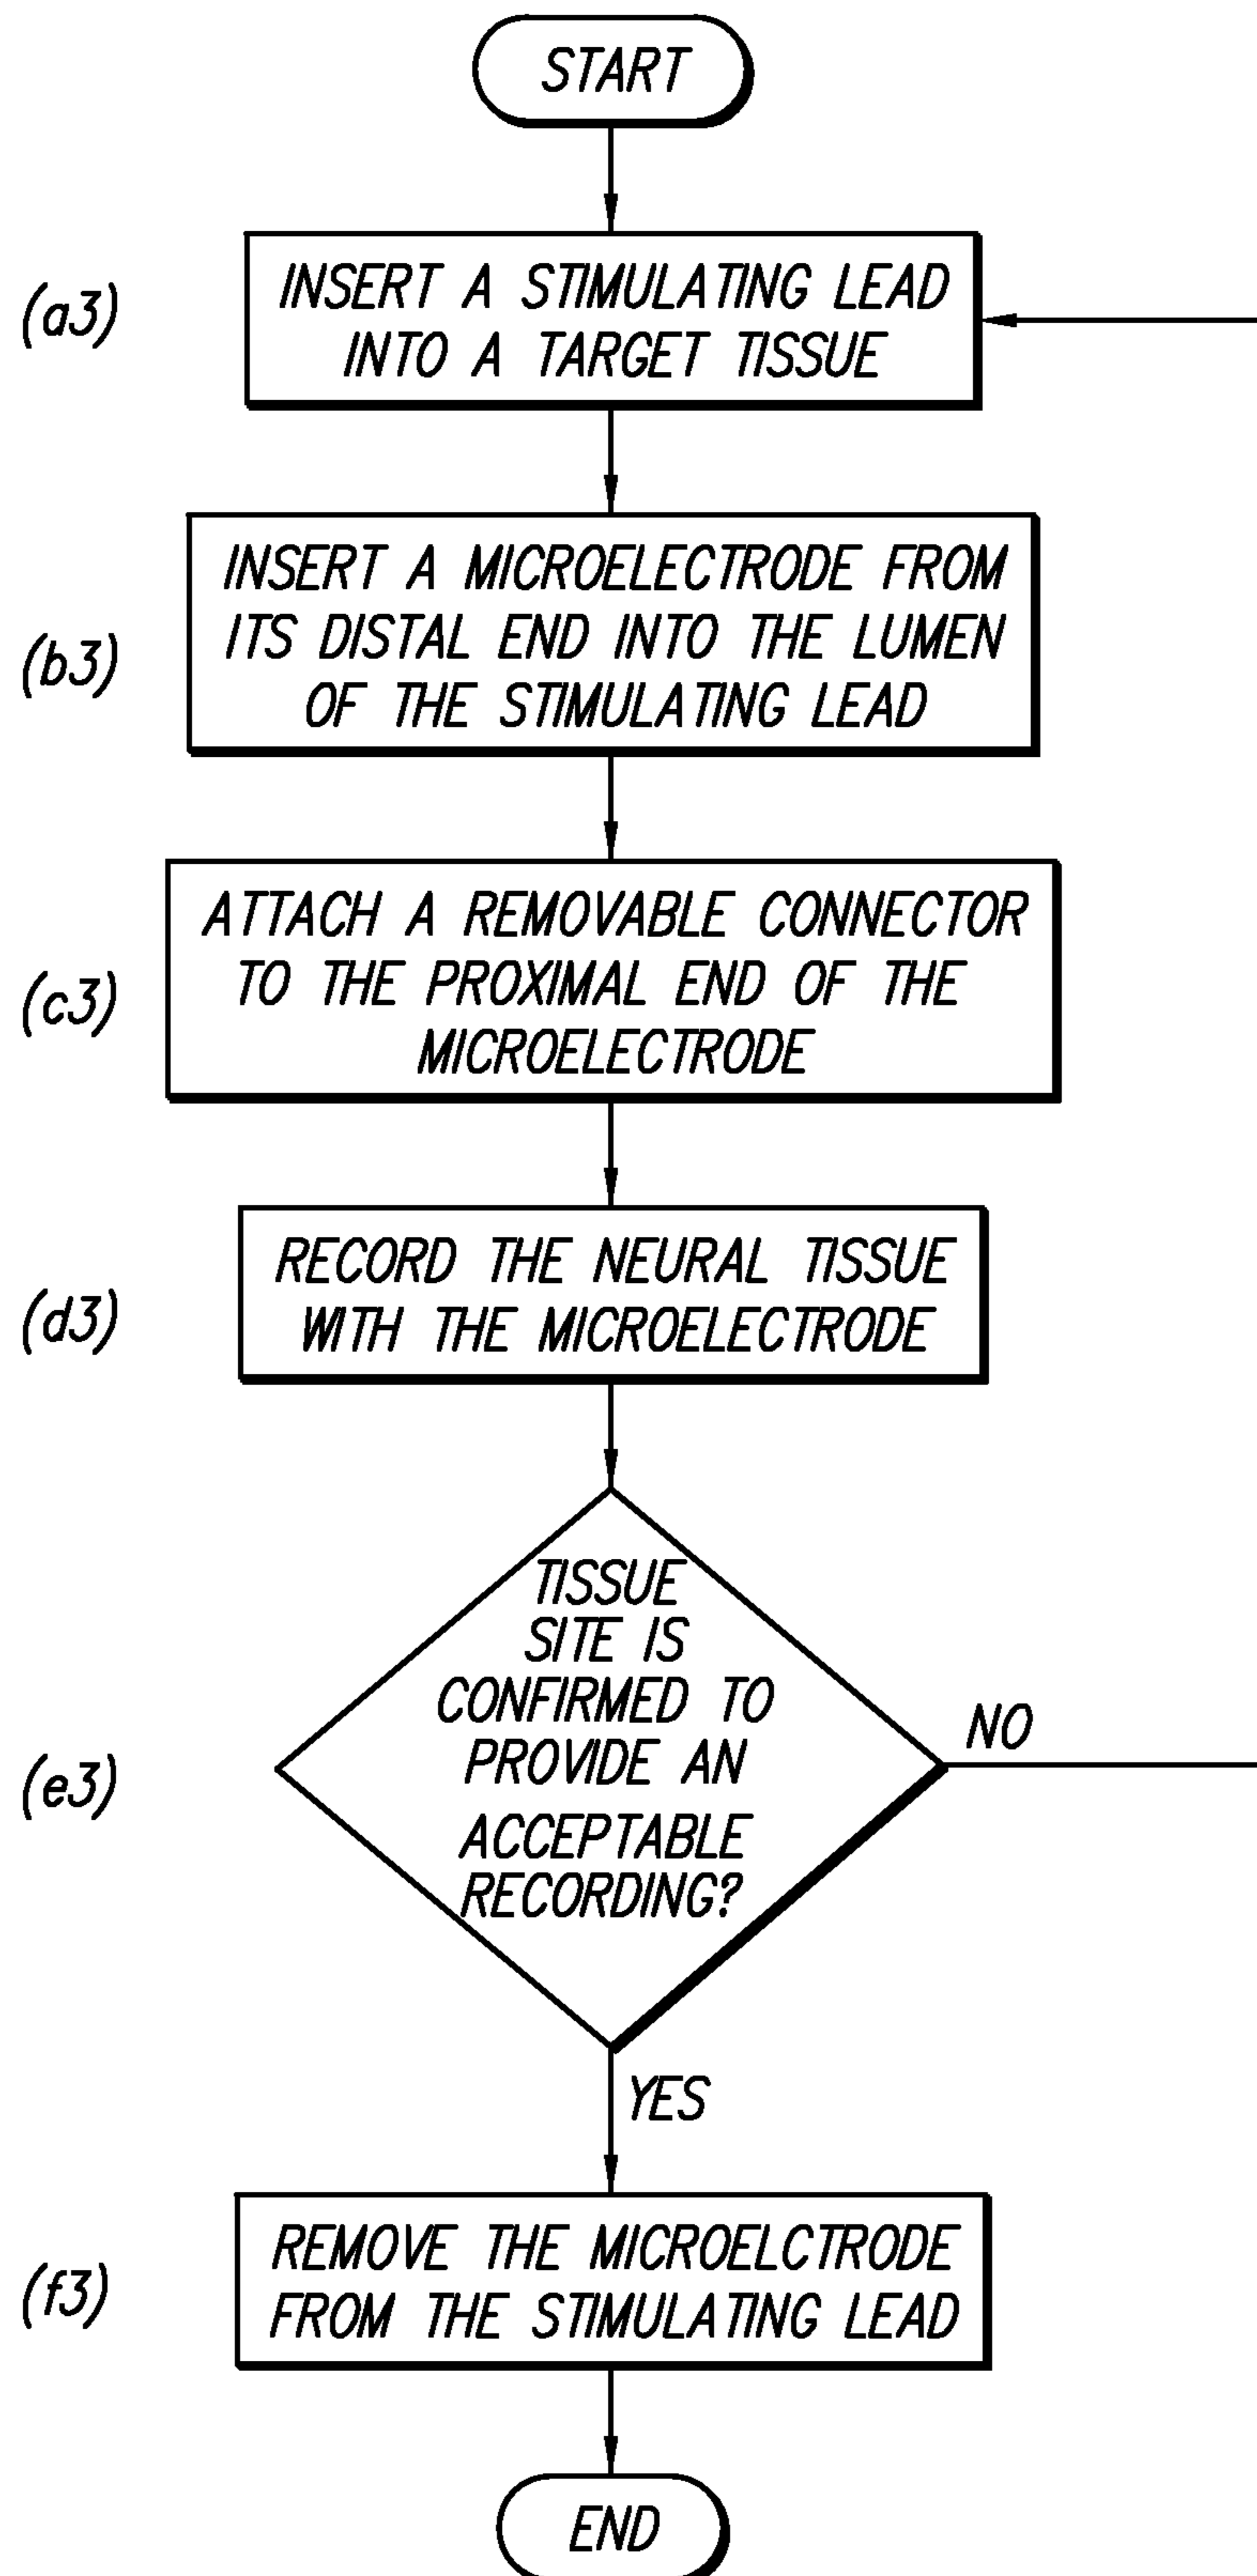 START
(a3)
INSERT A STIMULATING LEAD
INTO A TARGET TISSUE
(b3)
INSERT A MICROELECTRODE FROM
ITS DISTAL END INTO THE LUMEN
OF THE STIMULATING LEAD
(c3)
ATTACH A REMOVABLE CONNECTOR
TO THE PROXIMAL END OF THE
MICROELECTRODE
(d3)
RECORD THE NEURAL TISSUE
WITH THE MICROELECTRODE
(e3)
TISSUE
SITE IS
CONFIRMED TO
PROVIDE AN
ACCEPTABLE
RECORDING?
NO
YES
(f3)
REMOVE THE MICROELCTRODE
FROM THE STIMULATING LEAD
END